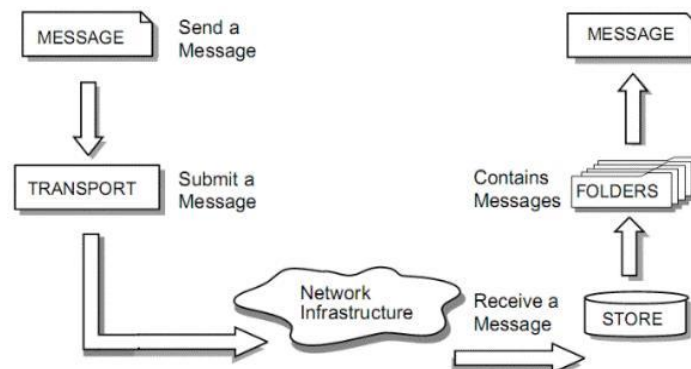 MESSAGE
Send a
Message
MESSAGE
TRANSPORT
Submit a
Message
Contains
Messages
FOLDERS
Network
Infrastructure
Receive a
Message
STORE